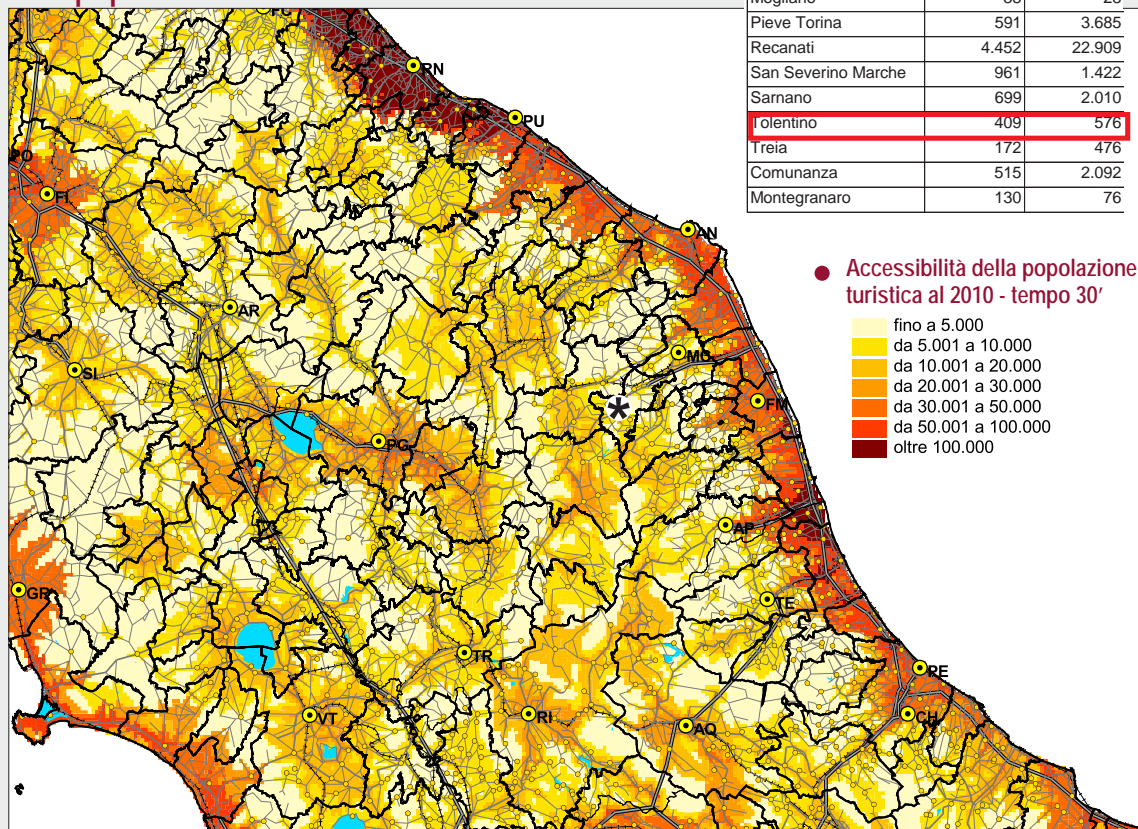 Pieve Torina 591 3.685
Recanati 4.452 22.909
San Severino Marche 961 1.422
Sarnano 699 2.010
Tolentino 409 576
Treia 172 476
Comunanza 515 2.092
Montegranaro 130 76
Accessibilità della popolazione
turistica al 2010 - tempo 30'
fino a 5.000
da 5.001 a 10.000
da 10.001 a 20.000
da 20.001 a 30.000
da 30.001 a 50.000
da 50.001 a 100.000
oltre 100.000
RN
PU
PO
FI
AN
AR
MC
SI
*
FM
PG
AP
GR
TE
TR
PE
VT
RI
AQ
CH